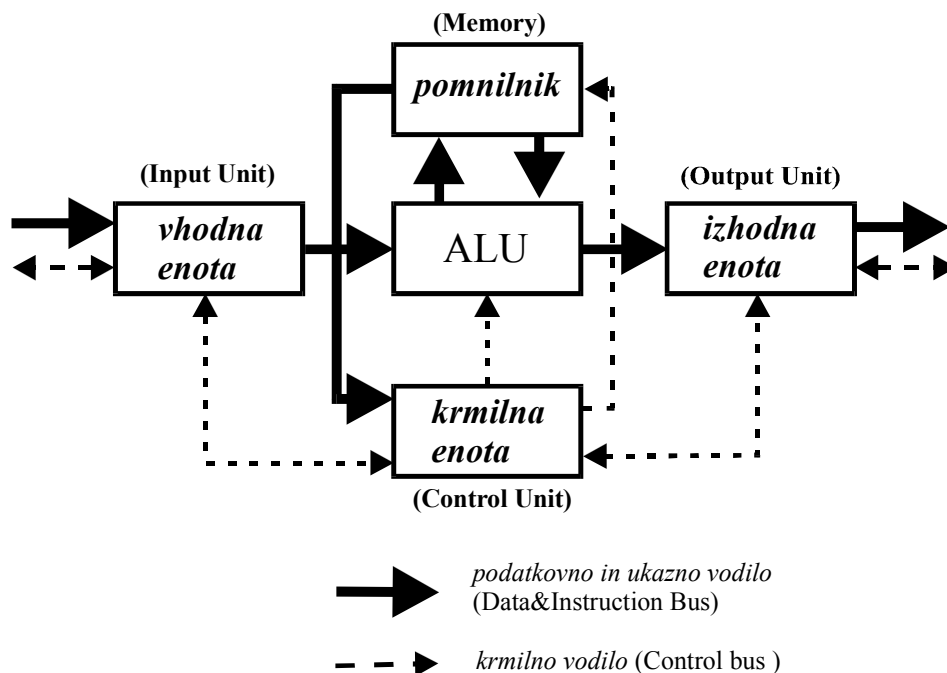 (Memory)
pomnilnik
(Input Unit)
(Output Unit)
vhodna
enota
ALU
izhodna
enota
krmilna
enota
(Control Unit)
podatkovno in ukazno vodilo
(Data&Instruction Bus)
krmilno vodilo (Control bus )